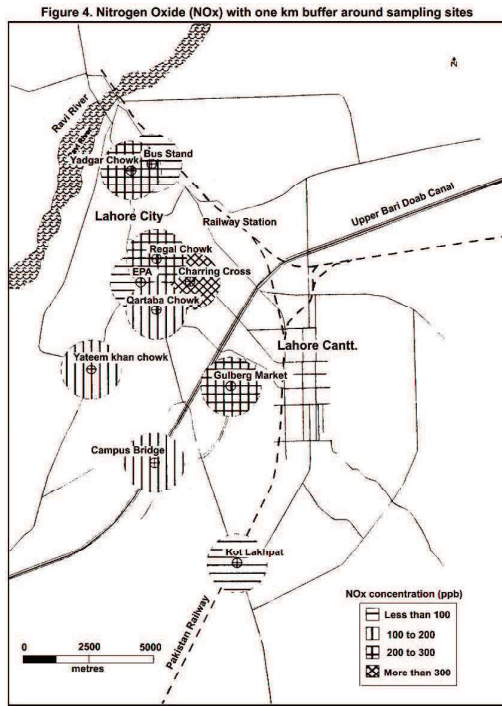 Figure 4. Nitrogen Oxide (NOx) with one km buffer around sampling sites
N
Ravi River
Bus Stand
Yadgar Chowk
Lahore City
Railway Station
Upper Bari Doab Canal
Regal Chowk
EPA
Charring Cross
Qartaba Chowk
Lahore Cantt.
Yateem khan chowk
Gulberg Market
Campus Bridge
Kot Lakhpat
Pakistan Railway
NOx concentration (ppb)
Less than 100
100 to 200
200 to 300
More than 300
0 2500 5000
metres